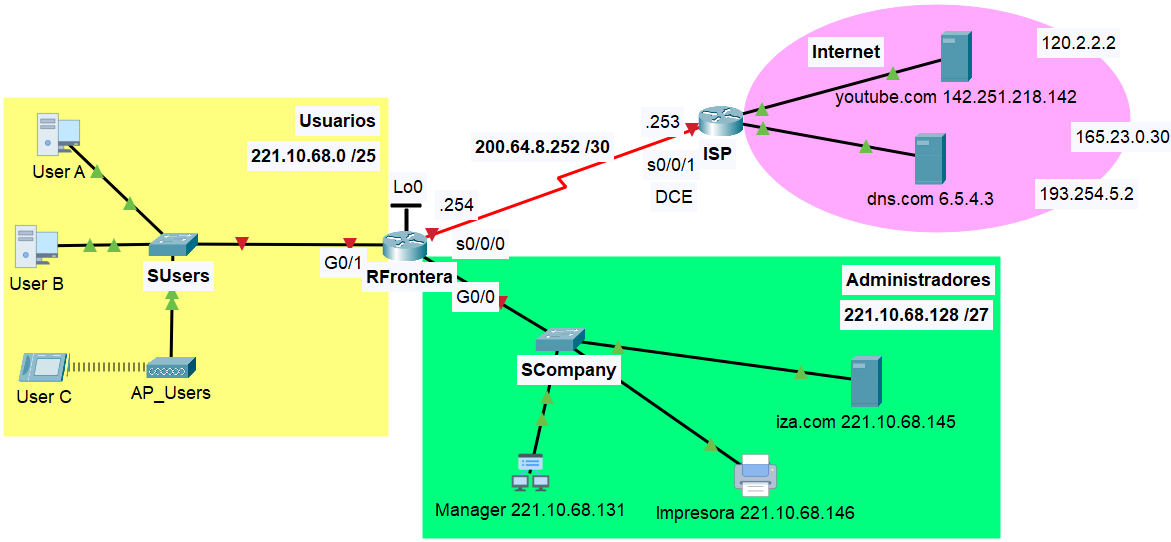 Internet
120.2.2.2
youtube.com 142.251.218.142
.253
ISP
165.23.0.30
s0/0/1
DCE
dns.com 6.5.4.3
193.254.5.2
Usuarios
221.10.68.0 /25
User A
200.64.8.252 /30
Lo0
.254
s0/0/0
G0/1
RFrontera
G0/0
User B
SUsers
User C
AP_Users
Administradores
221.10.68.128 /27
SCompany
iza.com 221.10.68.145
Manager 221.10.68.131
Impresora 221.10.68.146